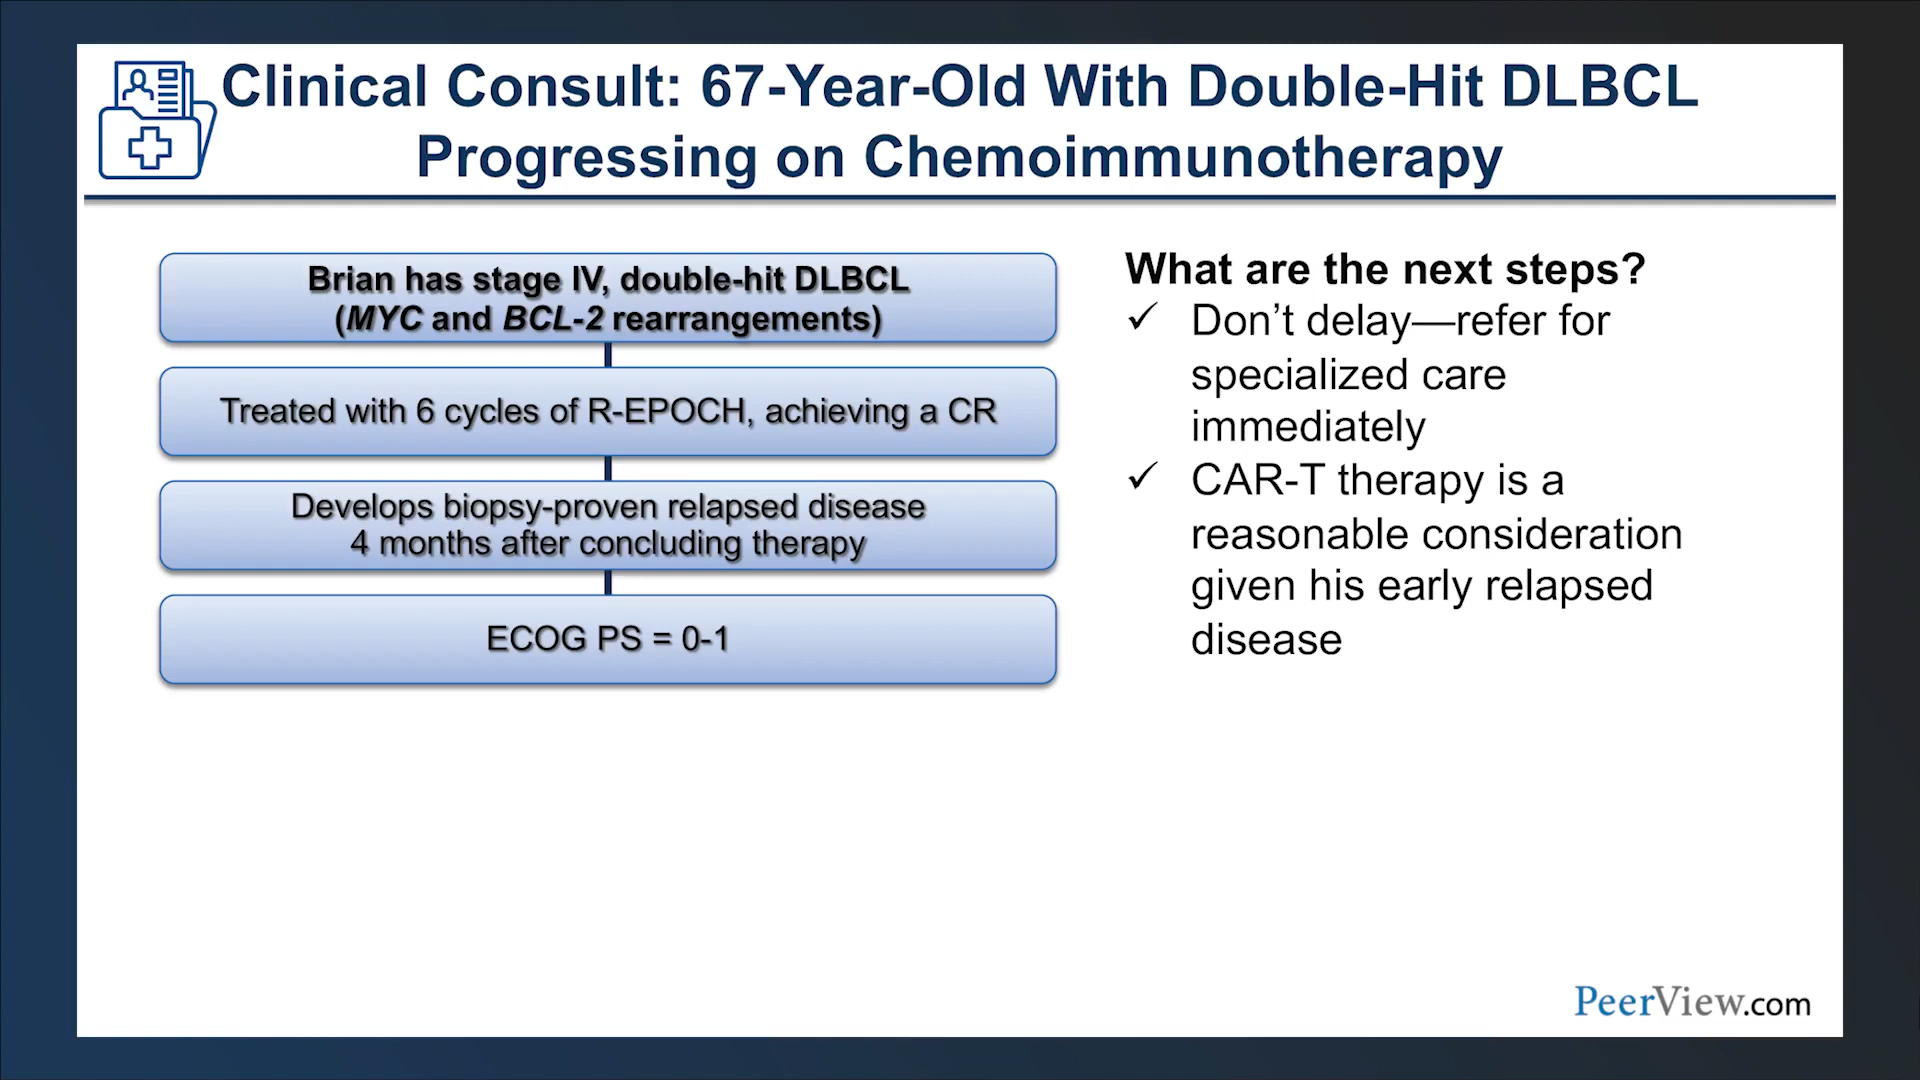 Clinical Consult: 67-Year-Old With Double-Hit DLBCL
Progressing on Chemoimmunotherapy
Brian has stage IV, double-hit DLBCL
(MYC and BCL-2 rearrangements)
Treated with 6 cycles of R-EPOCH, achieving a CR
Develops biopsy-proven relapsed disease
4 months after concluding therapy
ECOG PS = 0-1
What are the next steps?
✓ Don’t delay—refer for
specialized care
immediately
✓ CAR-T therapy is a
reasonable consideration
given his early relapsed
disease
PeerView.com